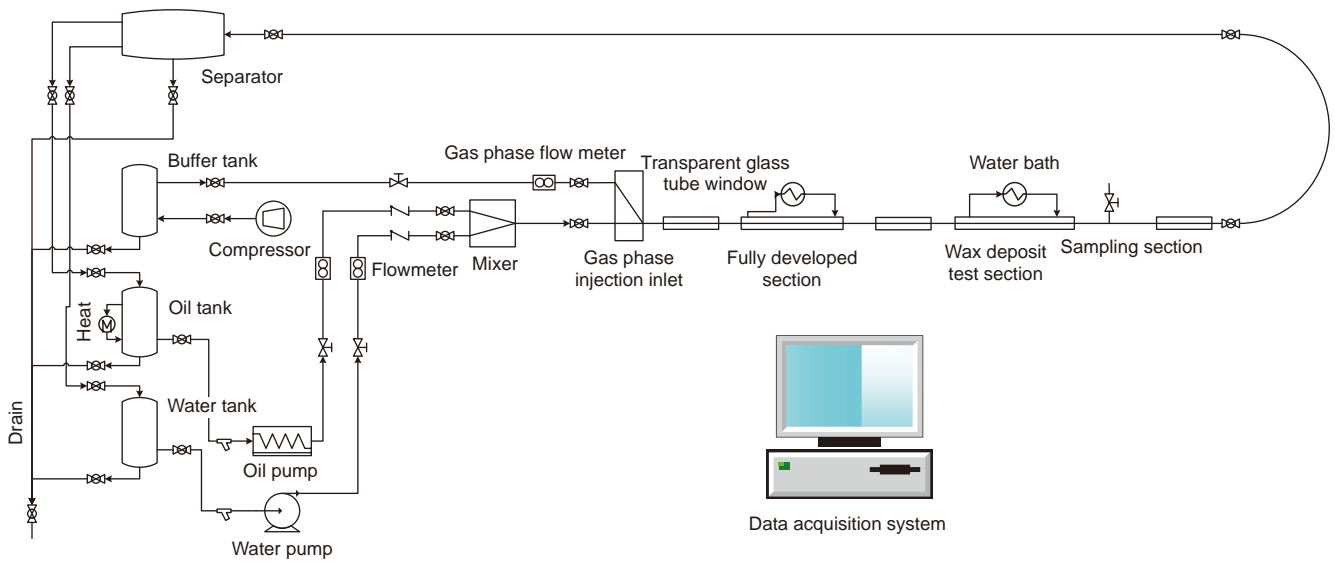 Separator
Buffer tank
Gas phase flow meter
Transparent glass
tube window
Water bath
Compressor
Flowmeter
Mixer
Gas phase
injection inlet
Fully developed
section
Wax deposit
test section
Sampling section
Oil tank
Heat
M
Water tank
Drain
Oil pump
Water pump
Data acquisition system